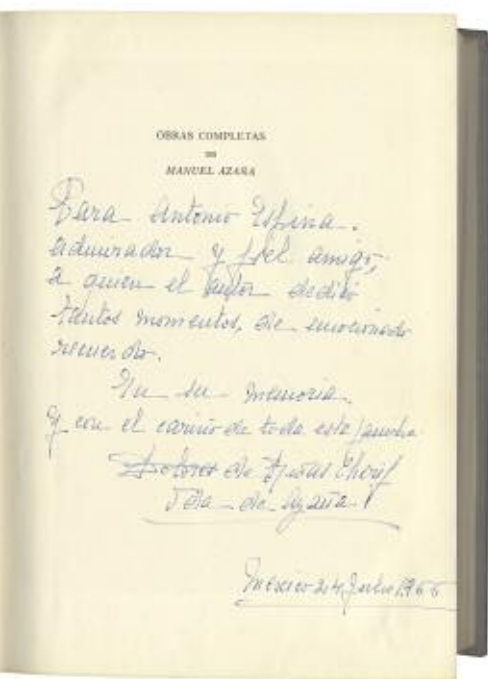 OBRAS COMPLETAS
DE
MANUEL AZAÑA
Para Antonio Espina.
admirador y fiel amigo,
a quien el autor dedicó
tantos momentos, de emocionado
recuerdo.
En su memoria.
Y con el cariño de toda esta familia
Dolores de Rivas Cherif
Vda. de Azaña
México 24 Julio 1966